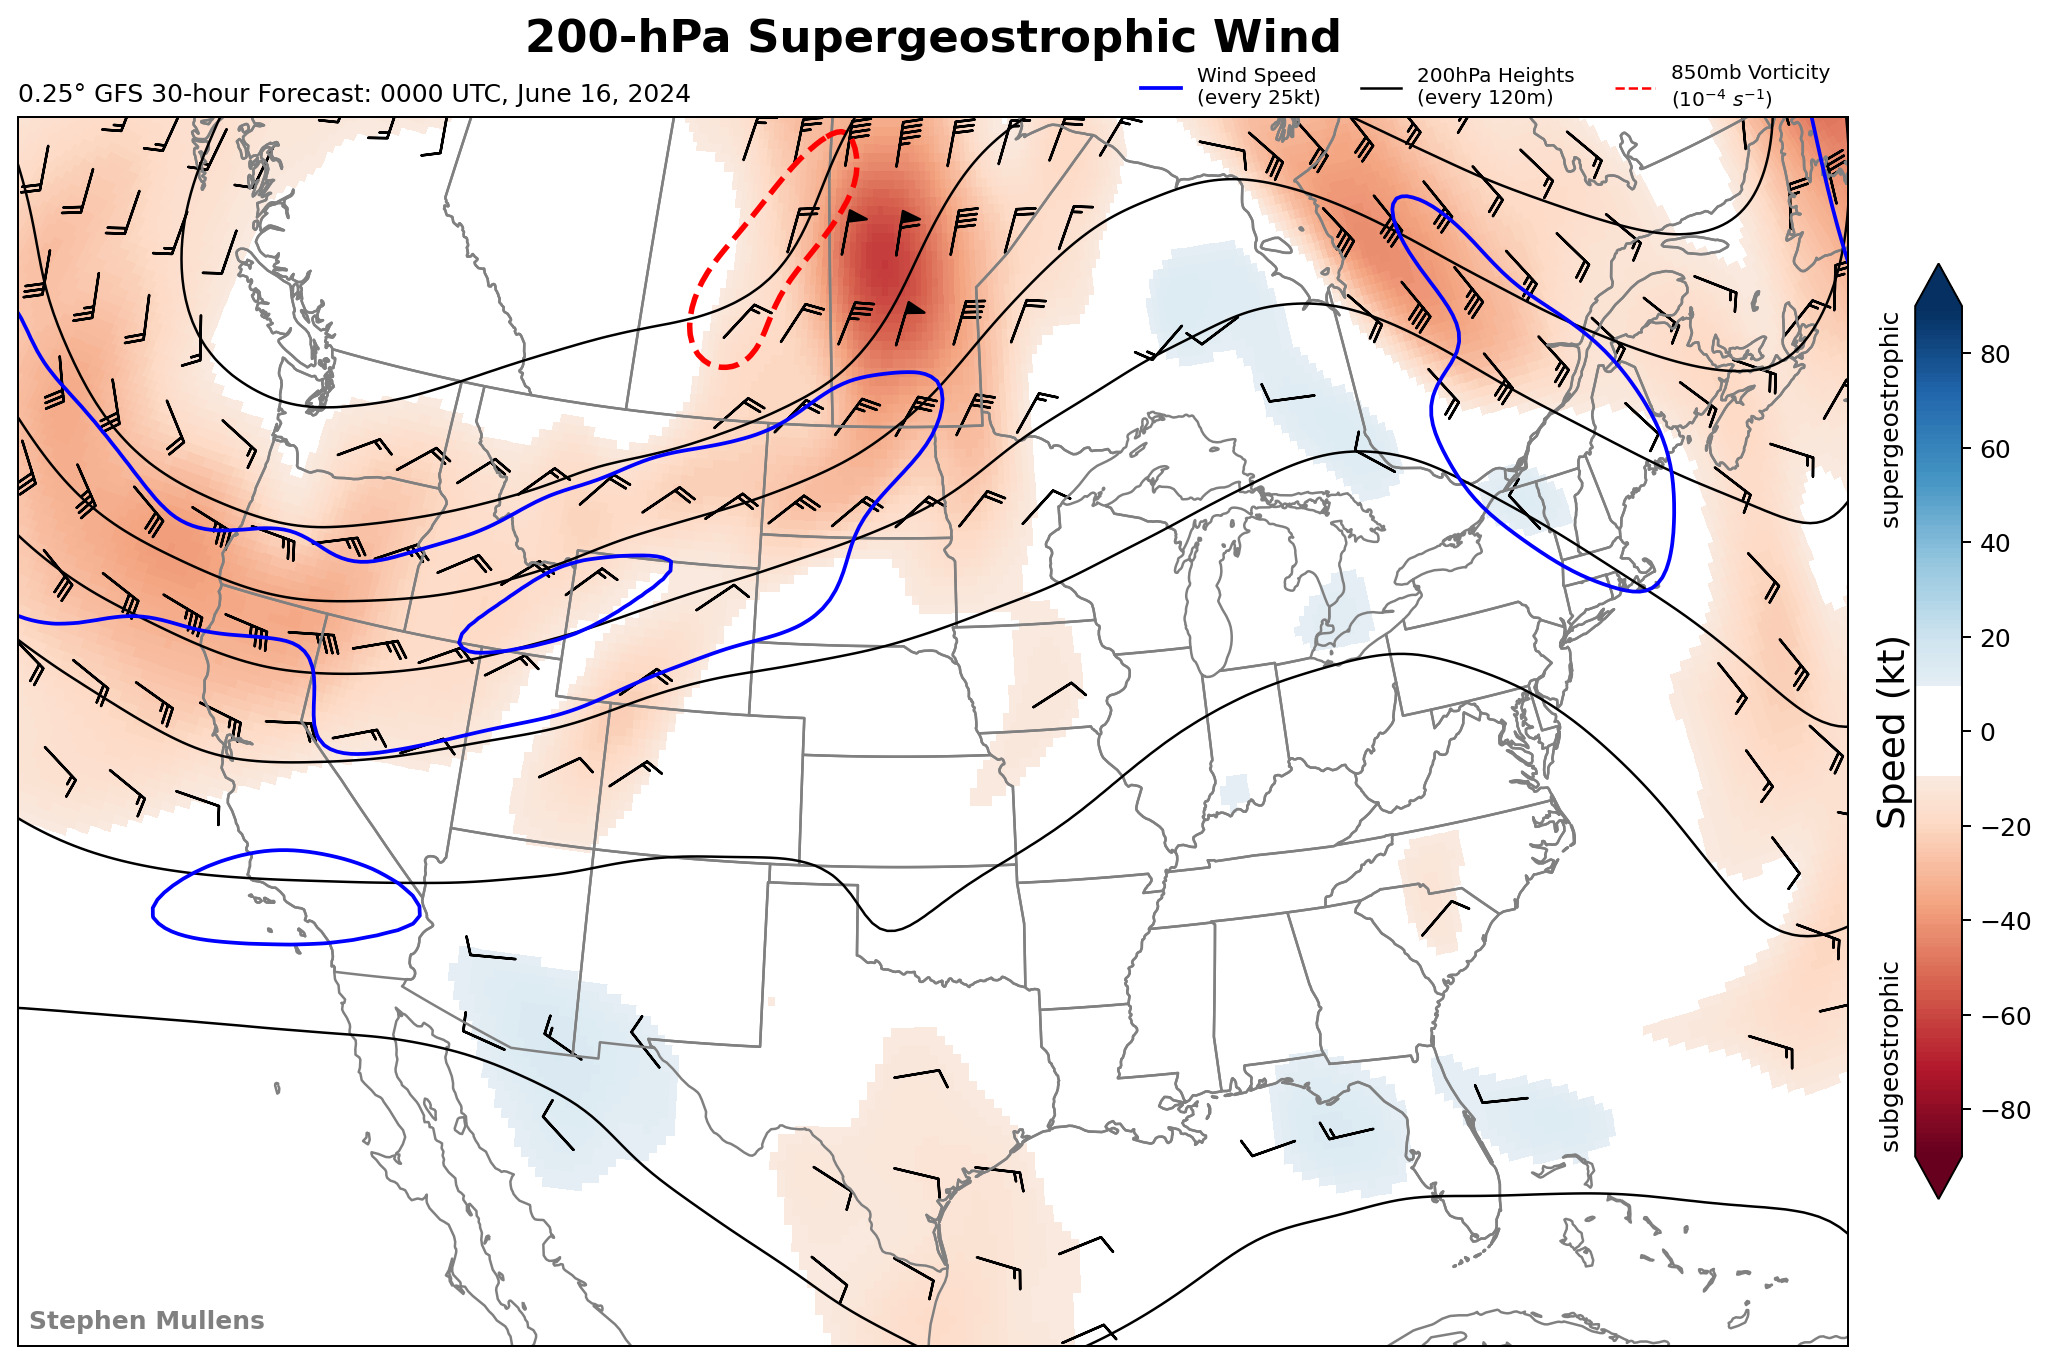 200-hPa Supergeostrophic Wind
0.25° GFS 30-hour Forecast: 0000 UTC, June 16, 2024
Wind Speed
(every 25kt)
200hPa Heights
(every 120m)
850mb Vorticity
(10⁻⁴ s⁻¹)
supergeostrophic
Speed (kt)
subgeostrophic
80
60
40
20
0
−20
−40
−60
−80
Stephen Mullens